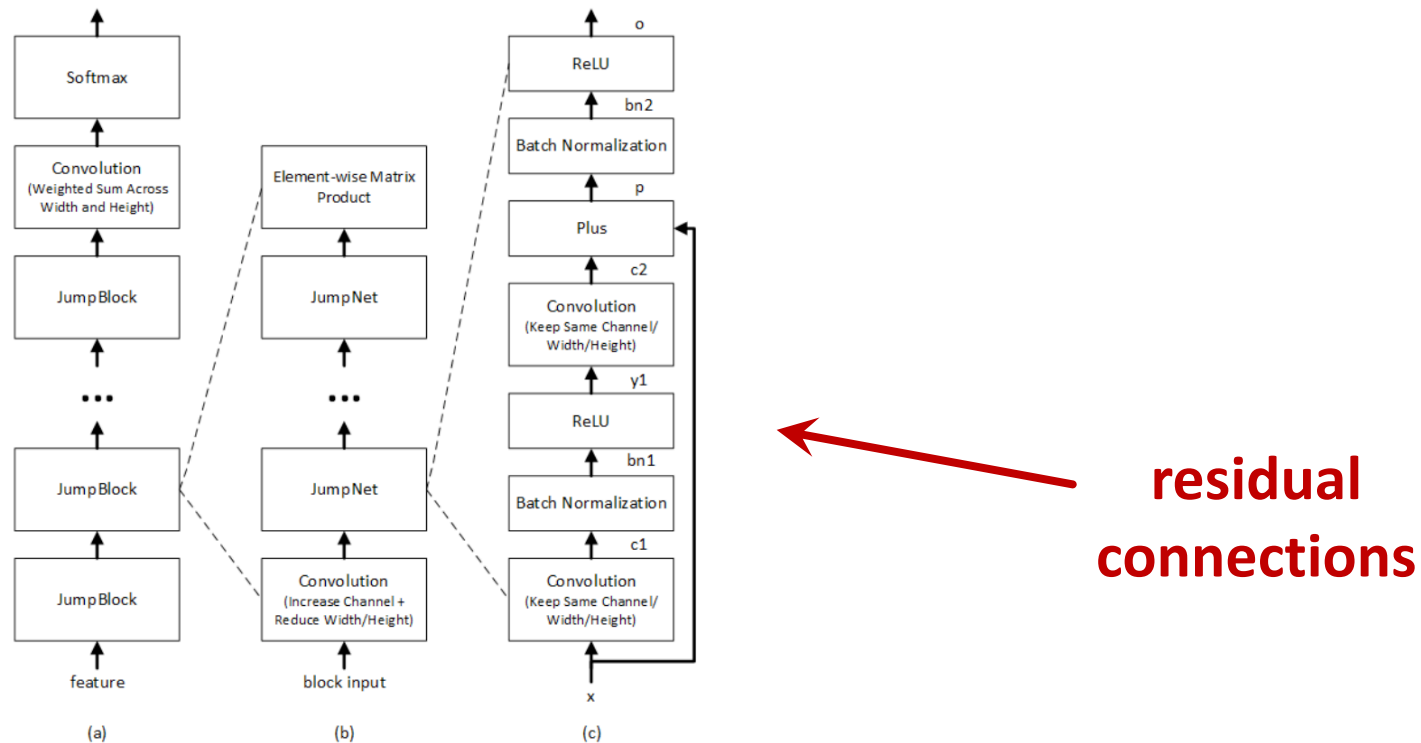 Softmax
Convolution
(Weighted Sum Across
Width and Height)
JumpBlock
...
JumpBlock
JumpBlock
feature
(a)
Element-wise Matrix
Product
JumpNet
...
JumpNet
Convolution
(Increase Channel +
Reduce Width/Height)
block input
(b)
o
ReLU
bn2
Batch Normalization
p
Plus
c2
Convolution
(Keep Same Channel/
Width/Height)
y1
ReLU
bn1
Batch Normalization
c1
Convolution
(Keep Same Channel/
Width/Height)
x
(c)
residual
connections